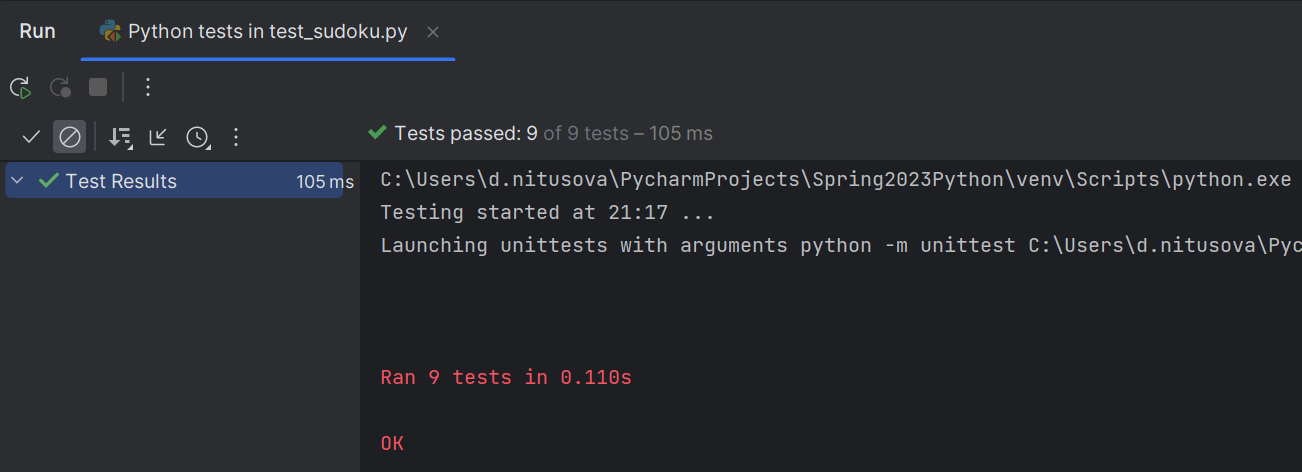 Run Python tests in test_sudoku.py
Tests passed: 9 of 9 tests – 105 ms
Test Results 105 ms
C:\Users\d.nitusova\PycharmProjects\Spring2023Python\venv\Scripts\python.exe
Testing started at 21:17 ...
Launching unittests with arguments python -m unittest C:\Users\d.nitusova\Pyc
Ran 9 tests in 0.110s
OK